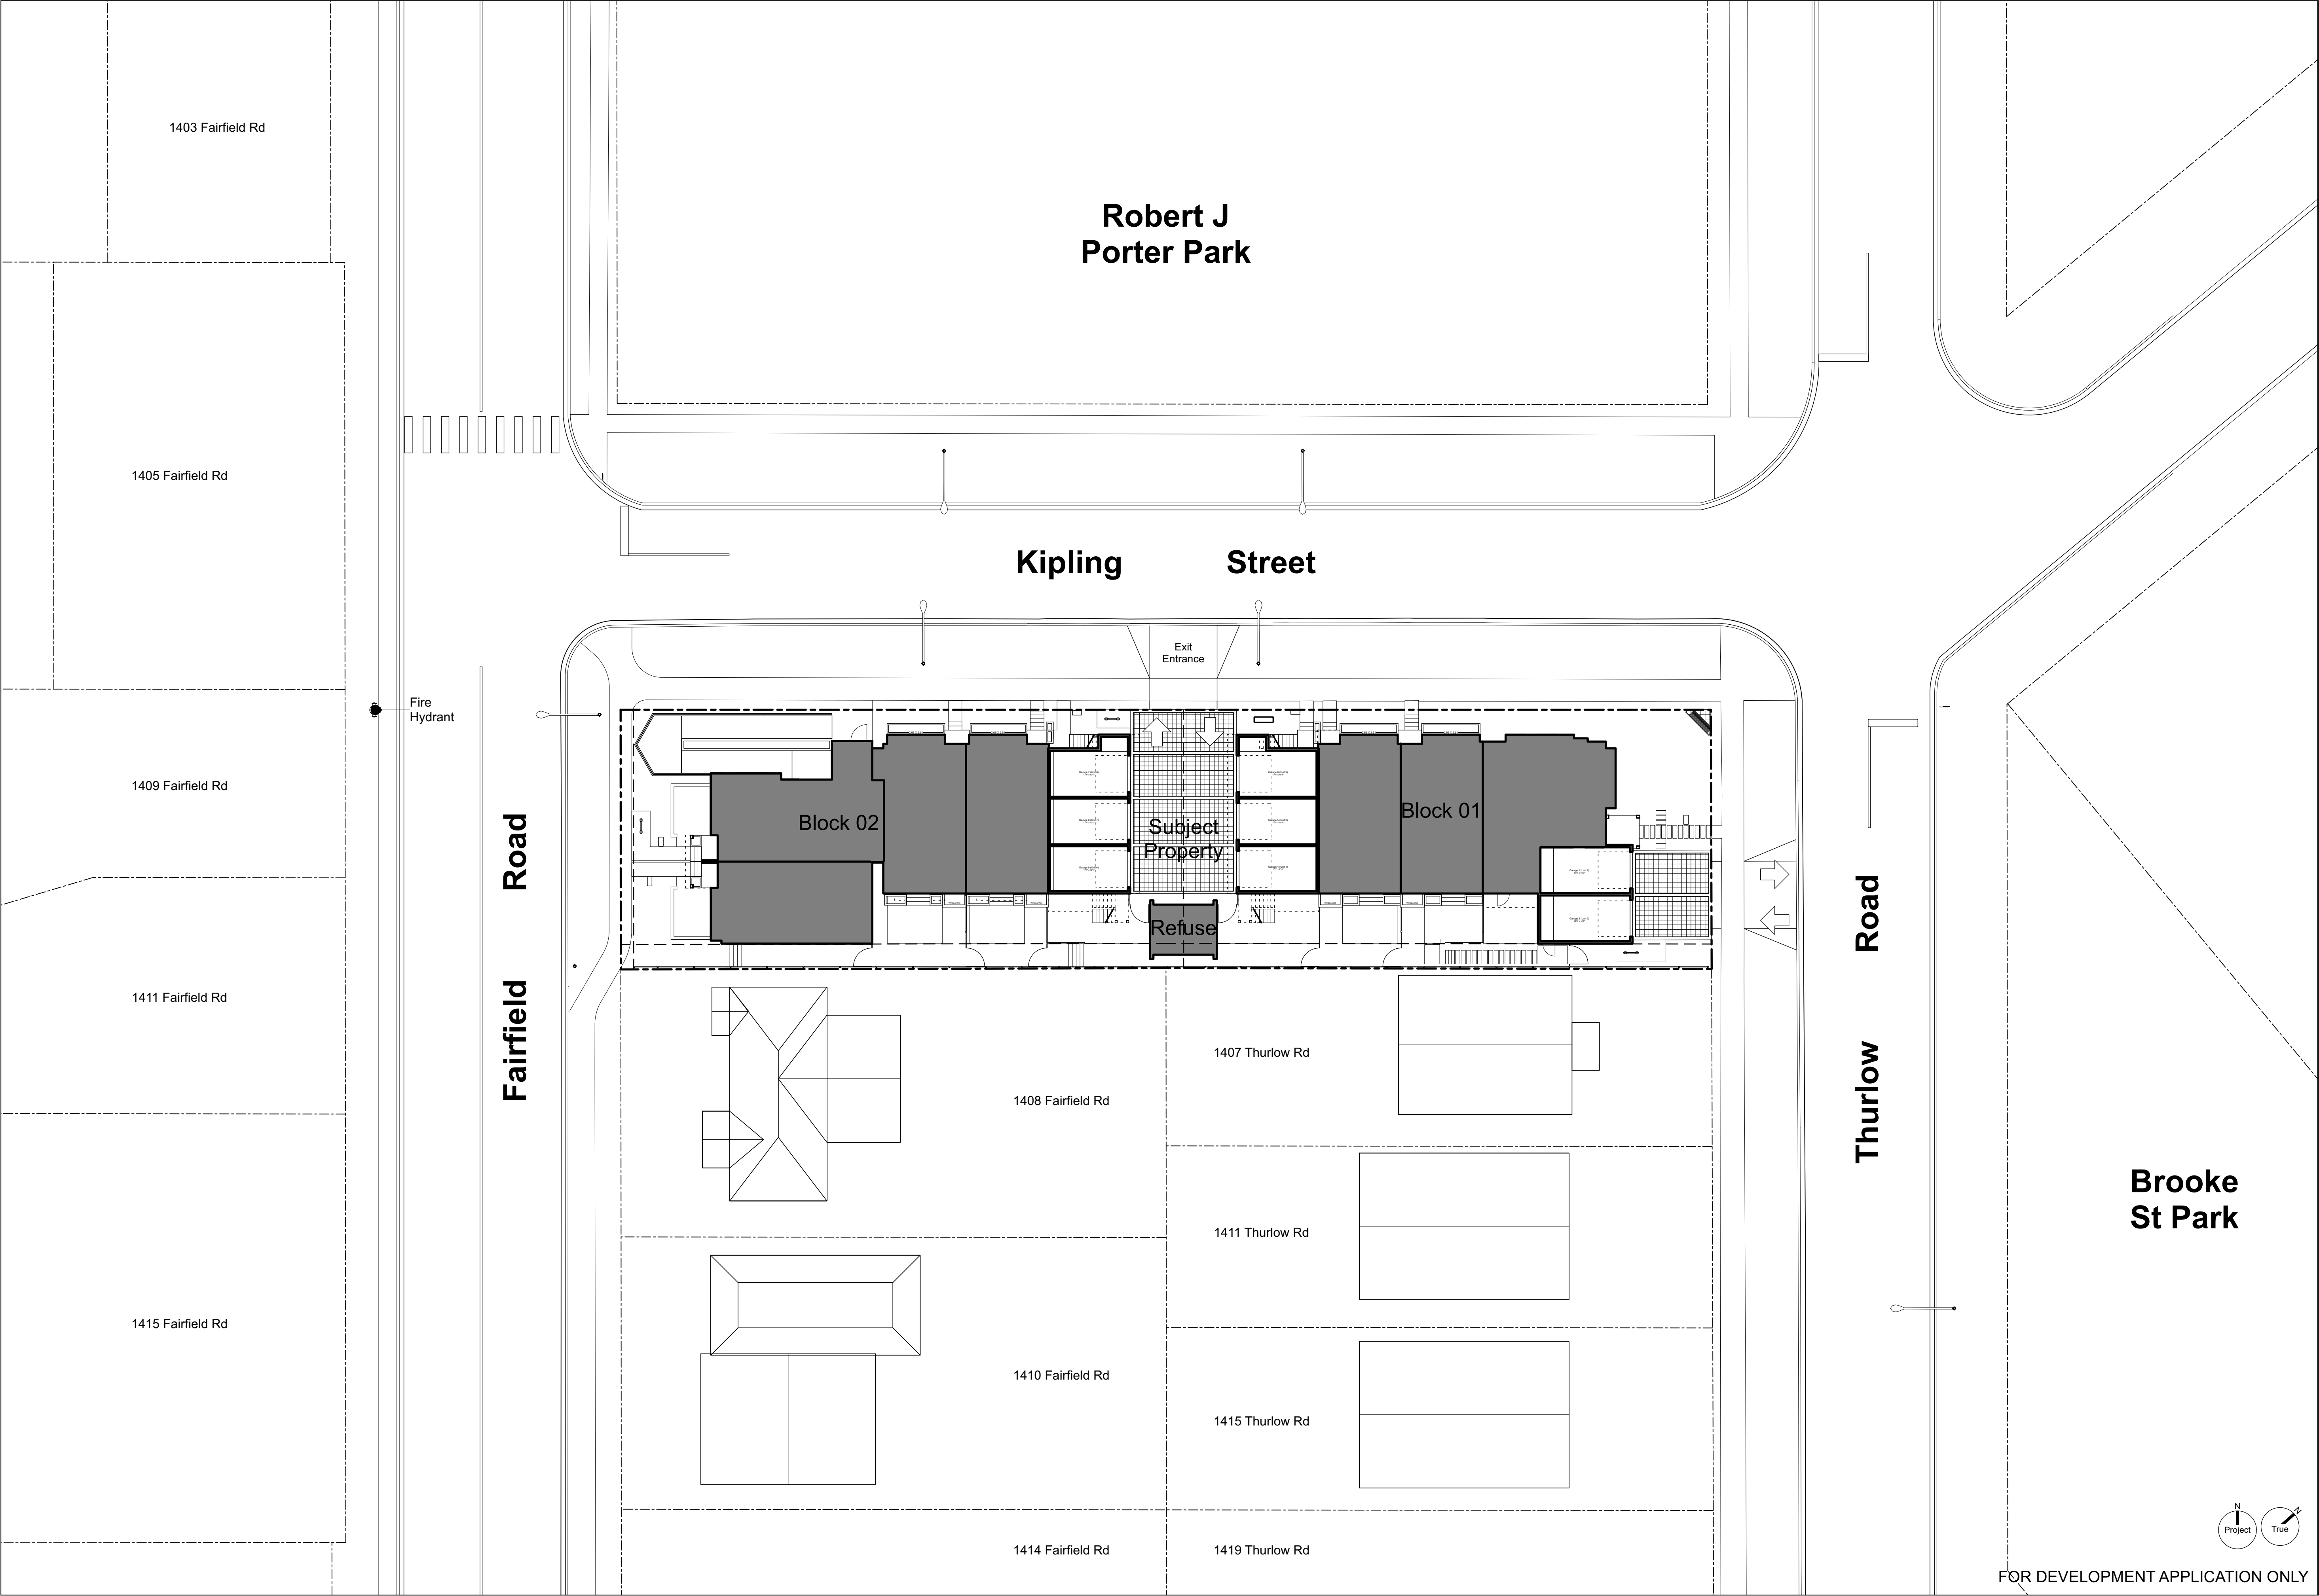 1403 Fairfield Rd
Robert J
Porter Park
1405 Fairfield Rd
Kipling Street
Exit
Entrance
Fire
Hydrant
1409 Fairfield Rd
Block 02
Subject
Property
Block 01
Refuse
Fairfield Road
Thurlow Road
1411 Fairfield Rd
1407 Thurlow Rd
1408 Fairfield Rd
1411 Thurlow Rd
Brooke
St Park
1415 Fairfield Rd
1410 Fairfield Rd
1415 Thurlow Rd
1414 Fairfield Rd
1419 Thurlow Rd
N
Project
N
True
FOR DEVELOPMENT APPLICATION ONLY